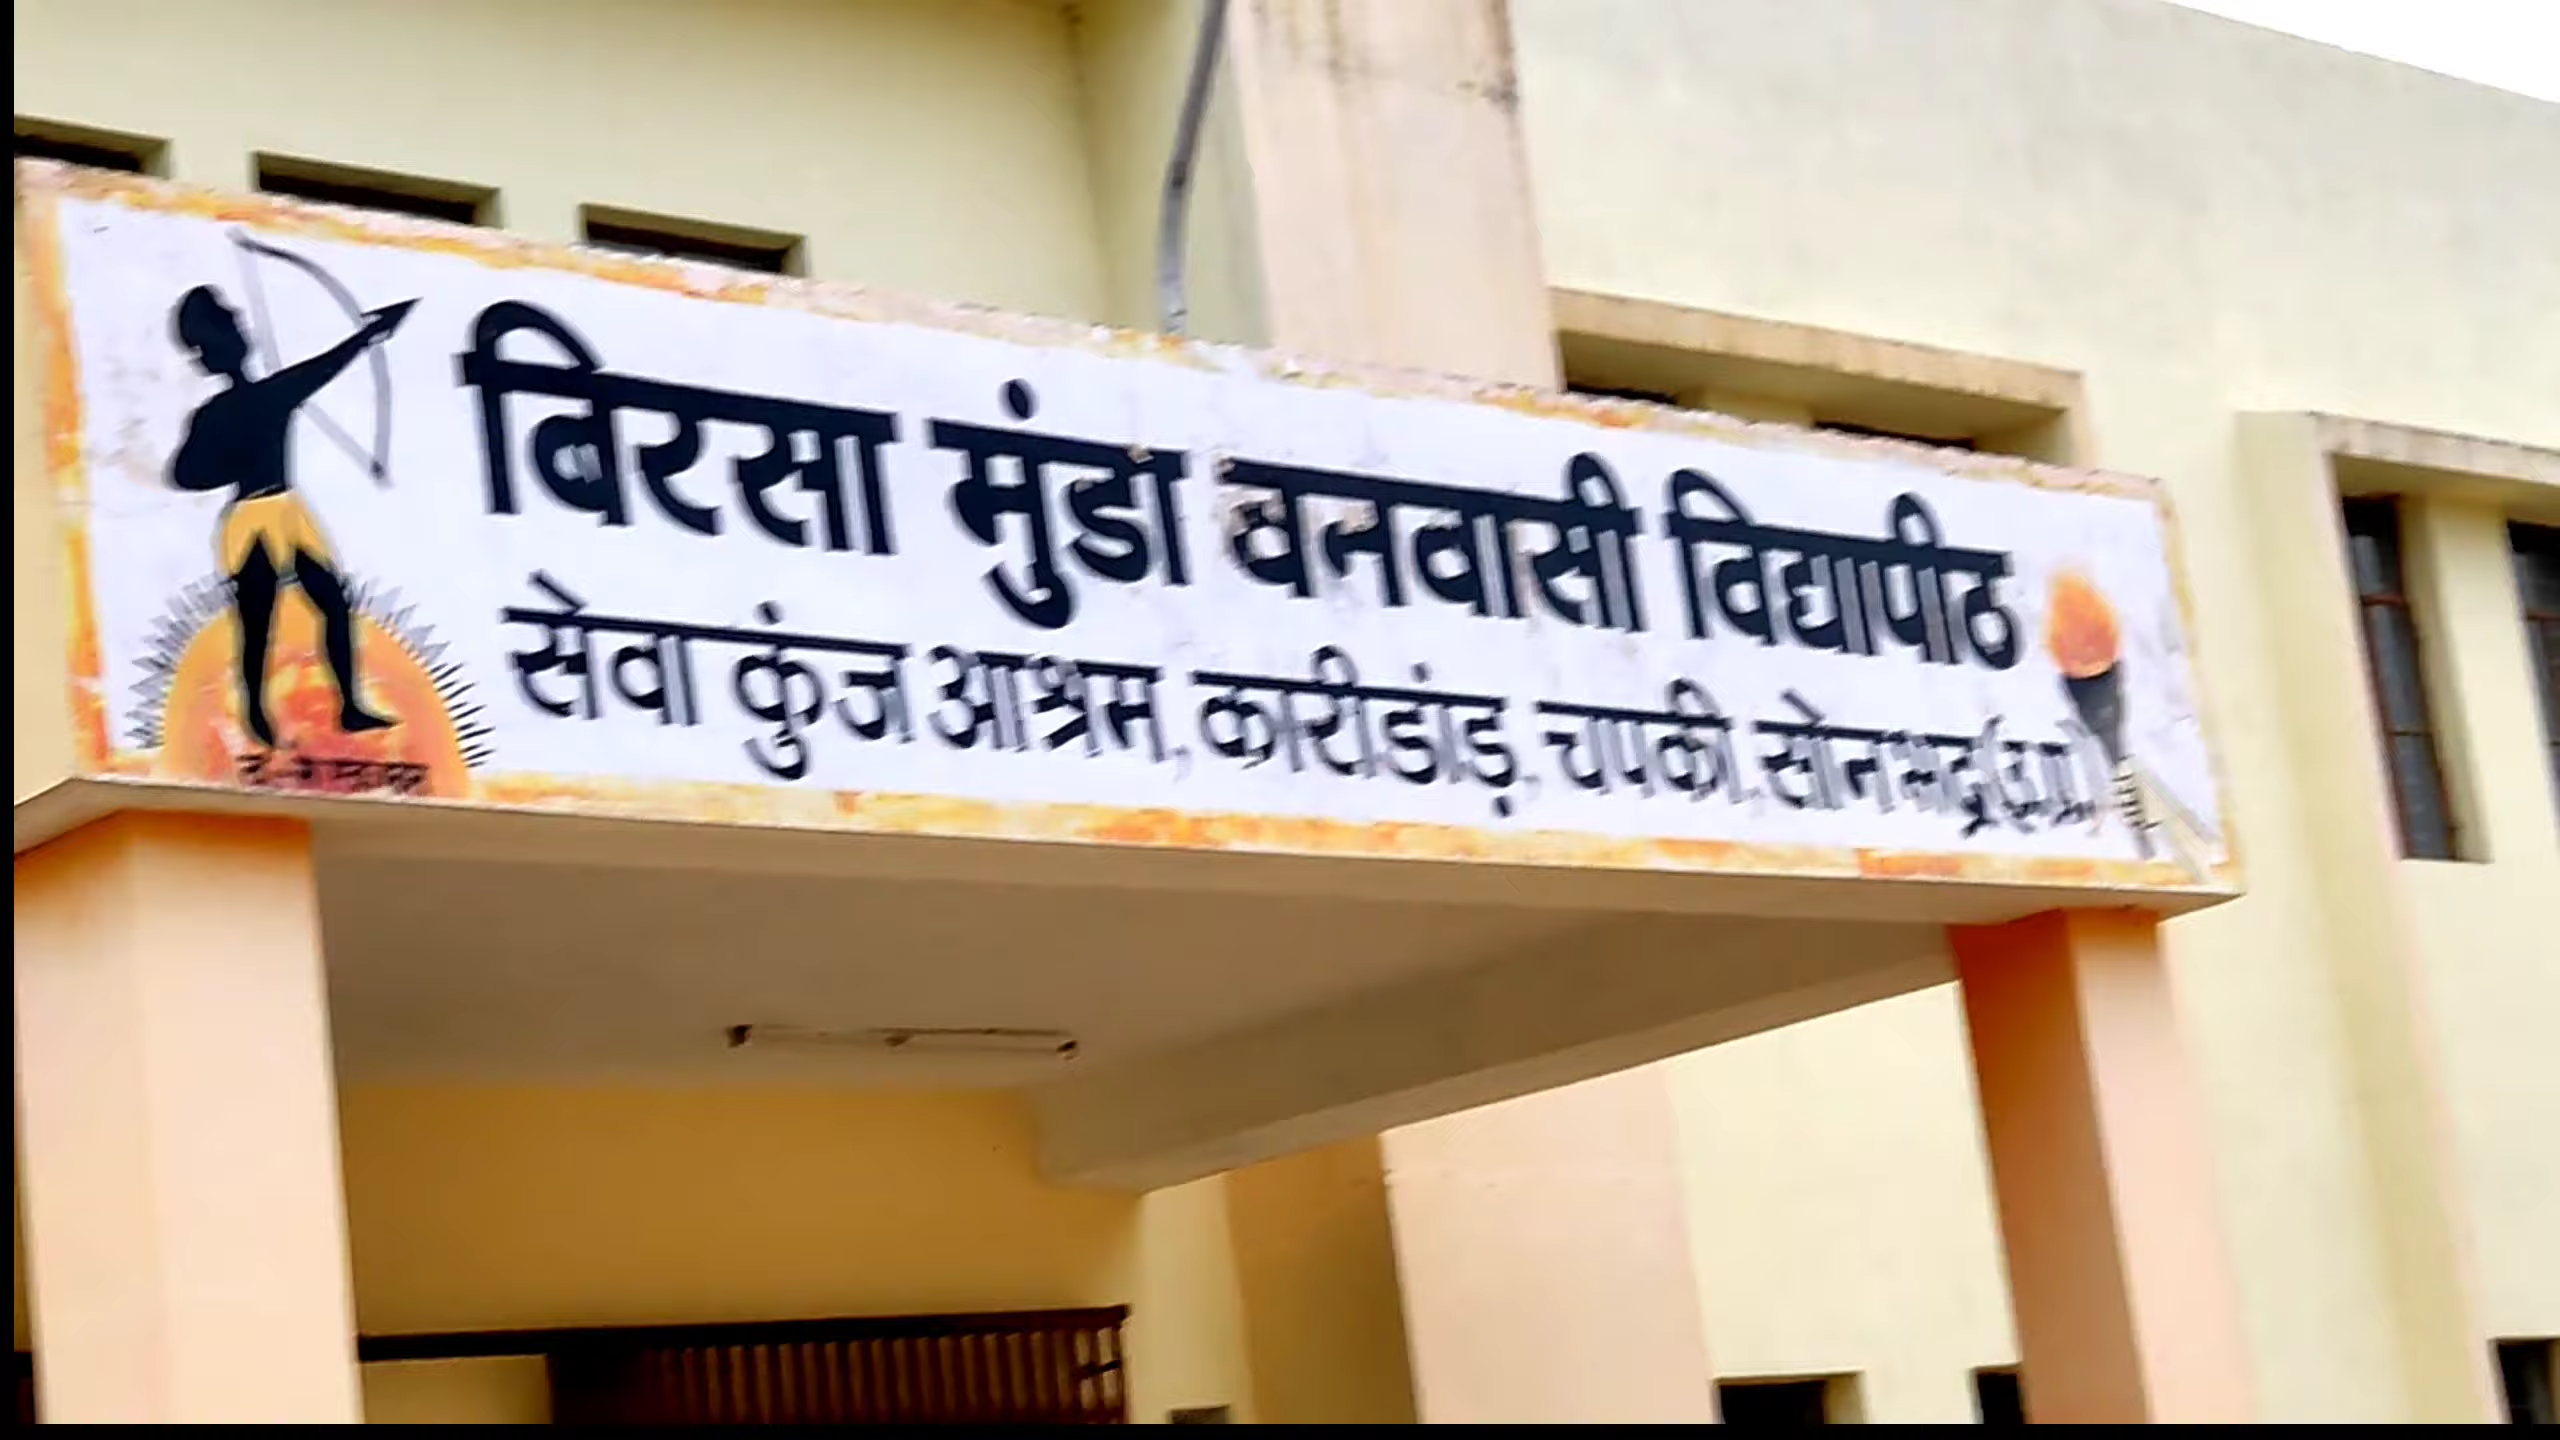 बिरसा मुंडा वनवासी विद्यापीठ
सेवा कुंज आश्रम, कारीडांड़, चपकी, सोनभद्र(उ.प्र.)